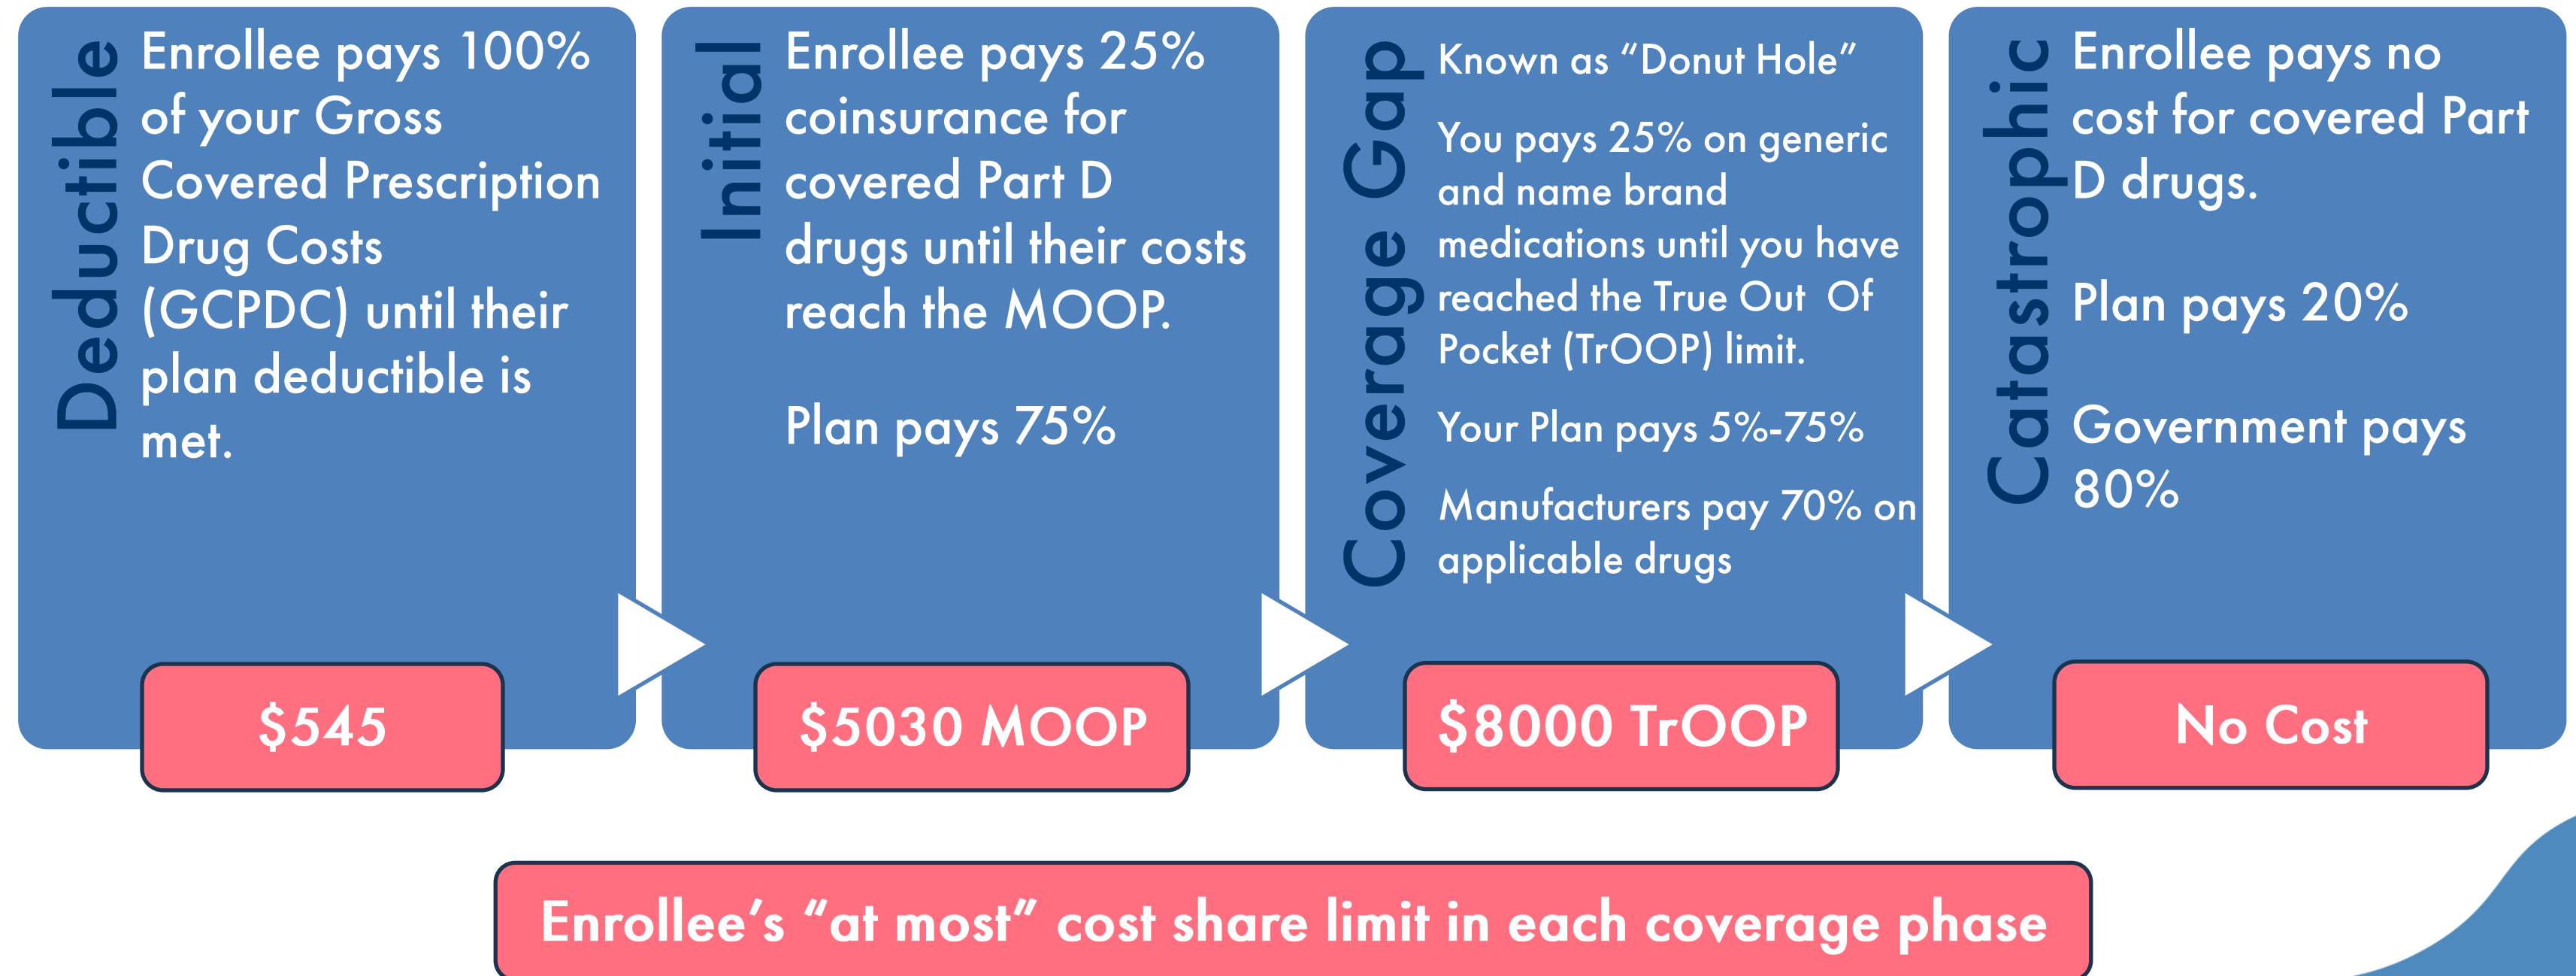 Deductible
Enrollee pays 100%
of your Gross
Covered Prescription
Drug Costs
(GCPDC) until their
plan deductible is
met.
$545
Initial
Enrollee pays 25%
coinsurance for
covered Part D
drugs until their costs
reach the MOOP.
Plan pays 75%
$5030 MOOP
Coverage Gap
Known as “Donut Hole”
You pays 25% on generic
and name brand
medications until you have
reached the True Out Of
Pocket (TrOOP) limit.
Your Plan pays 5%-75%
Manufacturers pay 70% on
applicable drugs
$8000 TrOOP
Catastrophic
Enrollee pays no
cost for covered Part
D drugs.
Plan pays 20%
Government pays
80%
No Cost
Enrollee’s “at most” cost share limit in each coverage phase